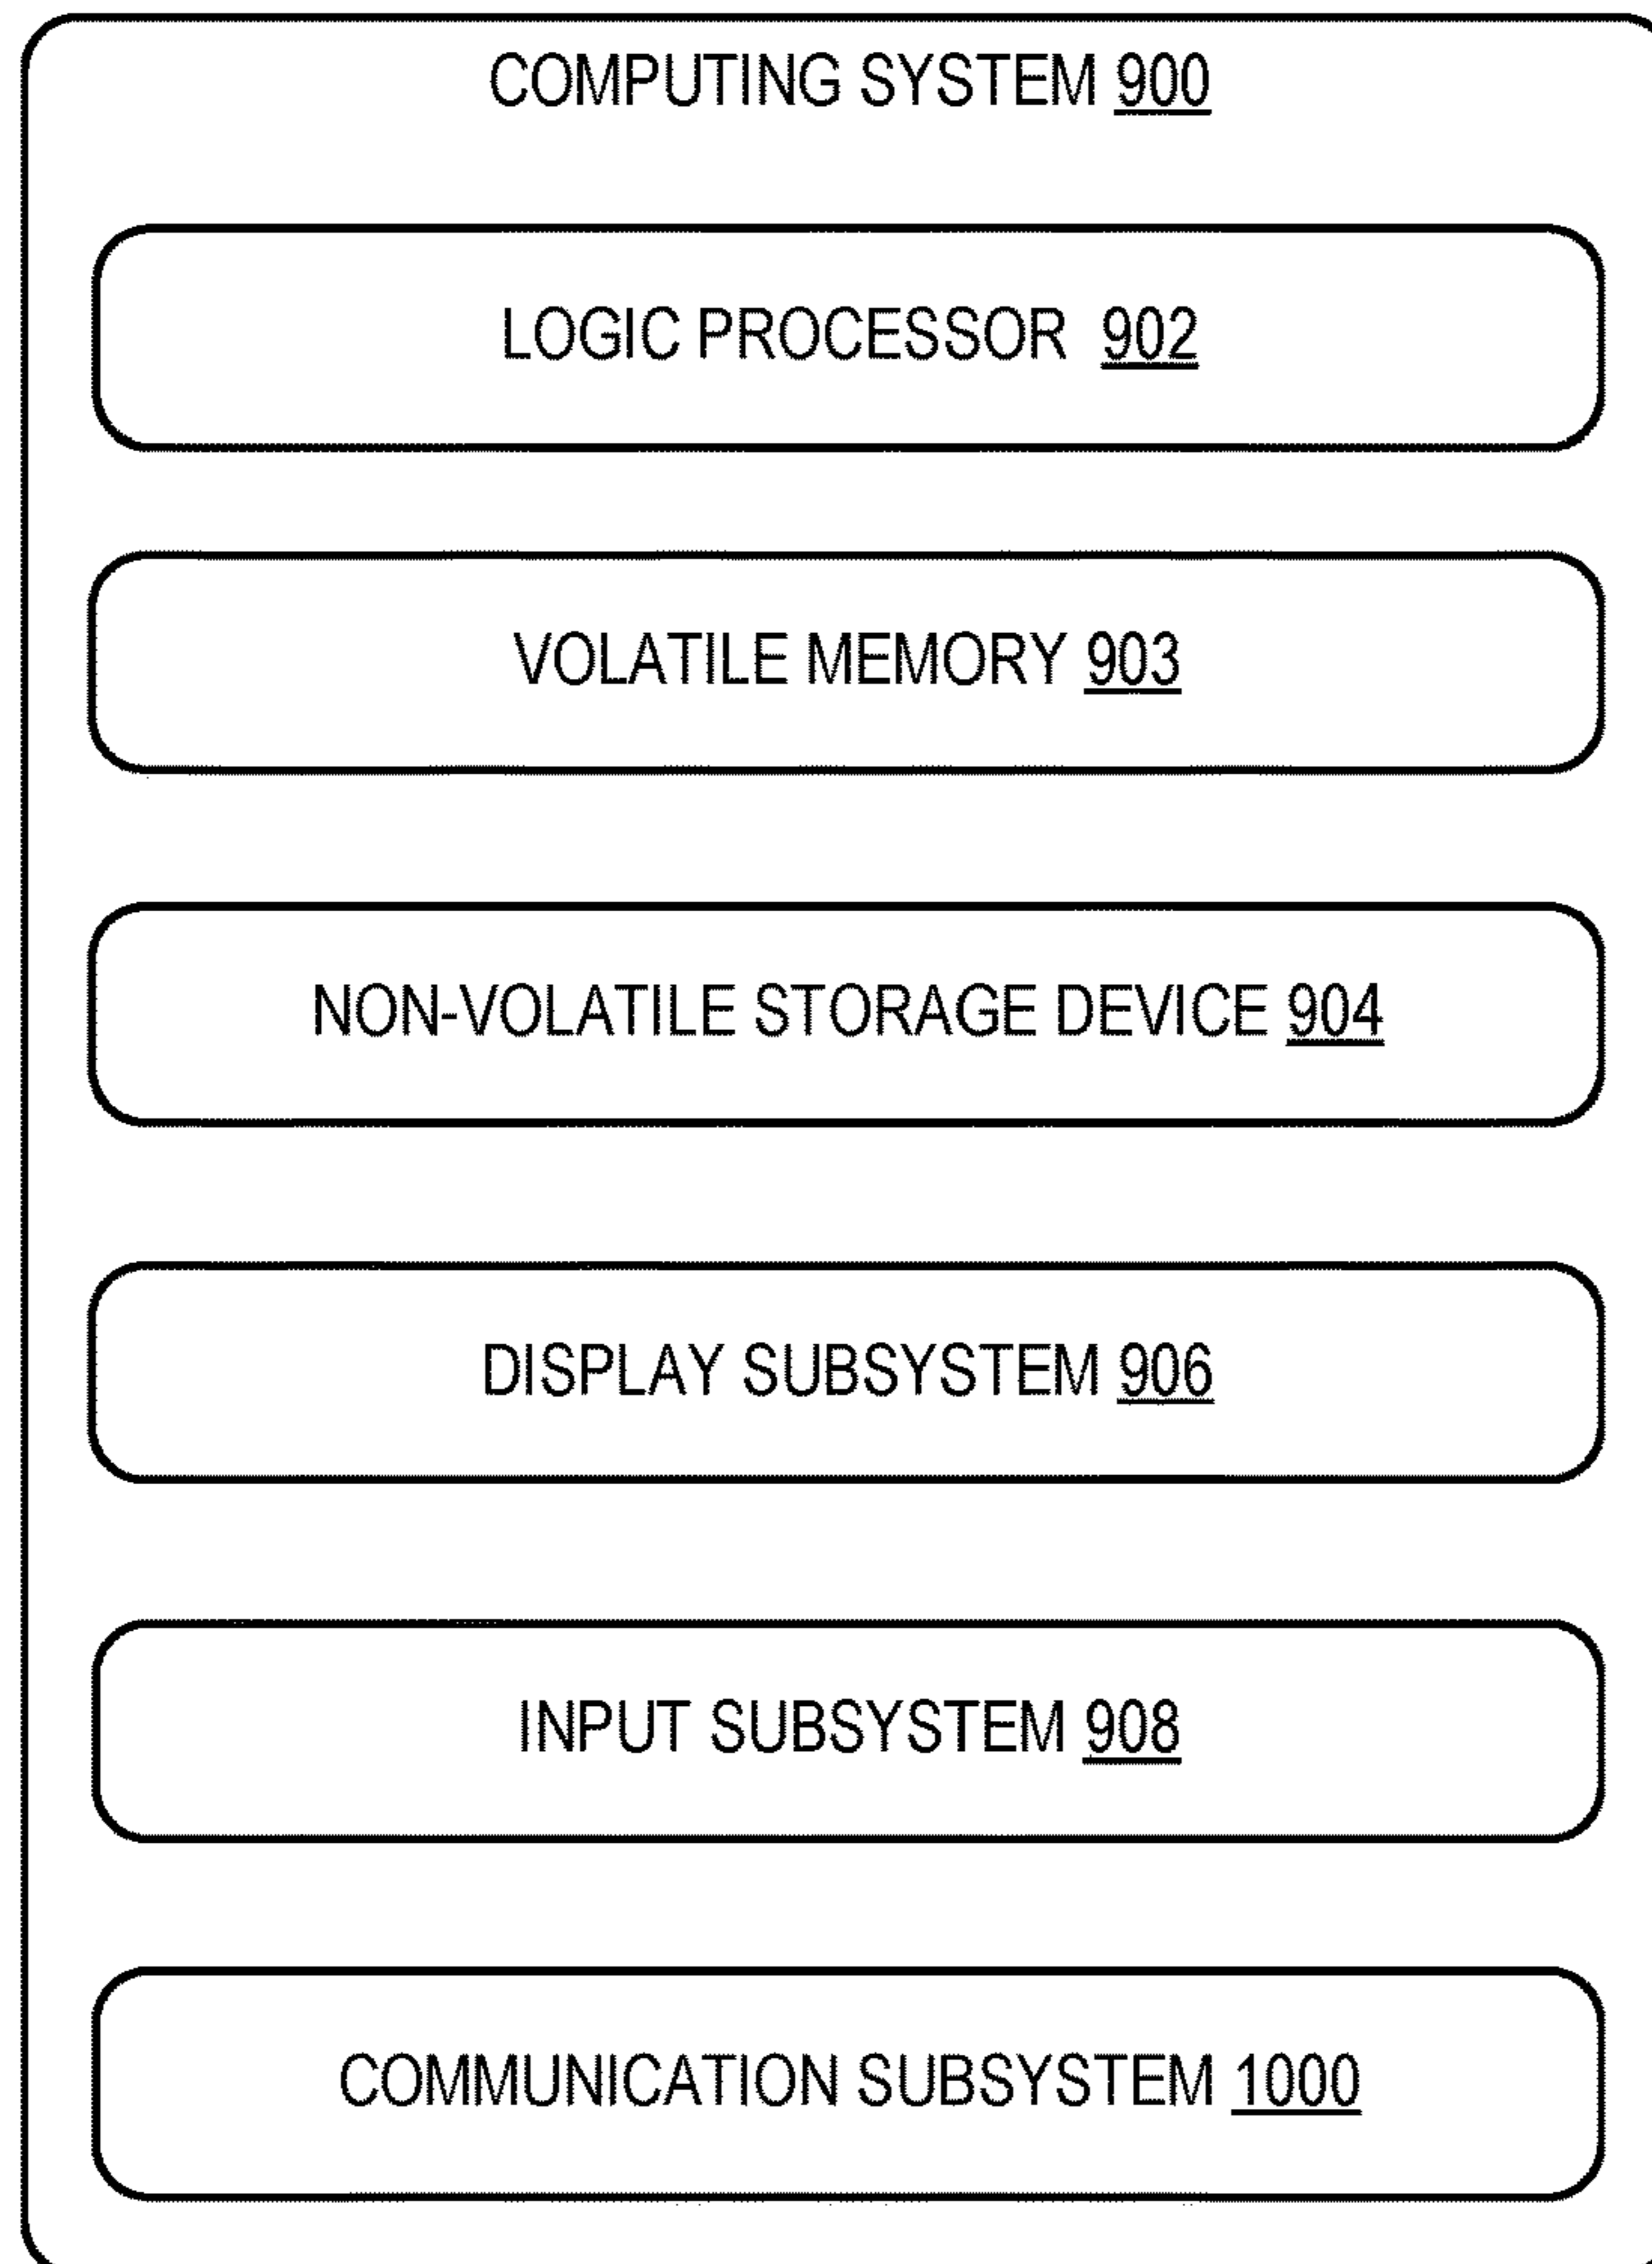 COMPUTING SYSTEM 900
LOGIC PROCESSOR 902
VOLATILE MEMORY 903
NON-VOLATILE STORAGE DEVICE 904
DISPLAY SUBSYSTEM 906
INPUT SUBSYSTEM 908
COMMUNICATION SUBSYSTEM 1000